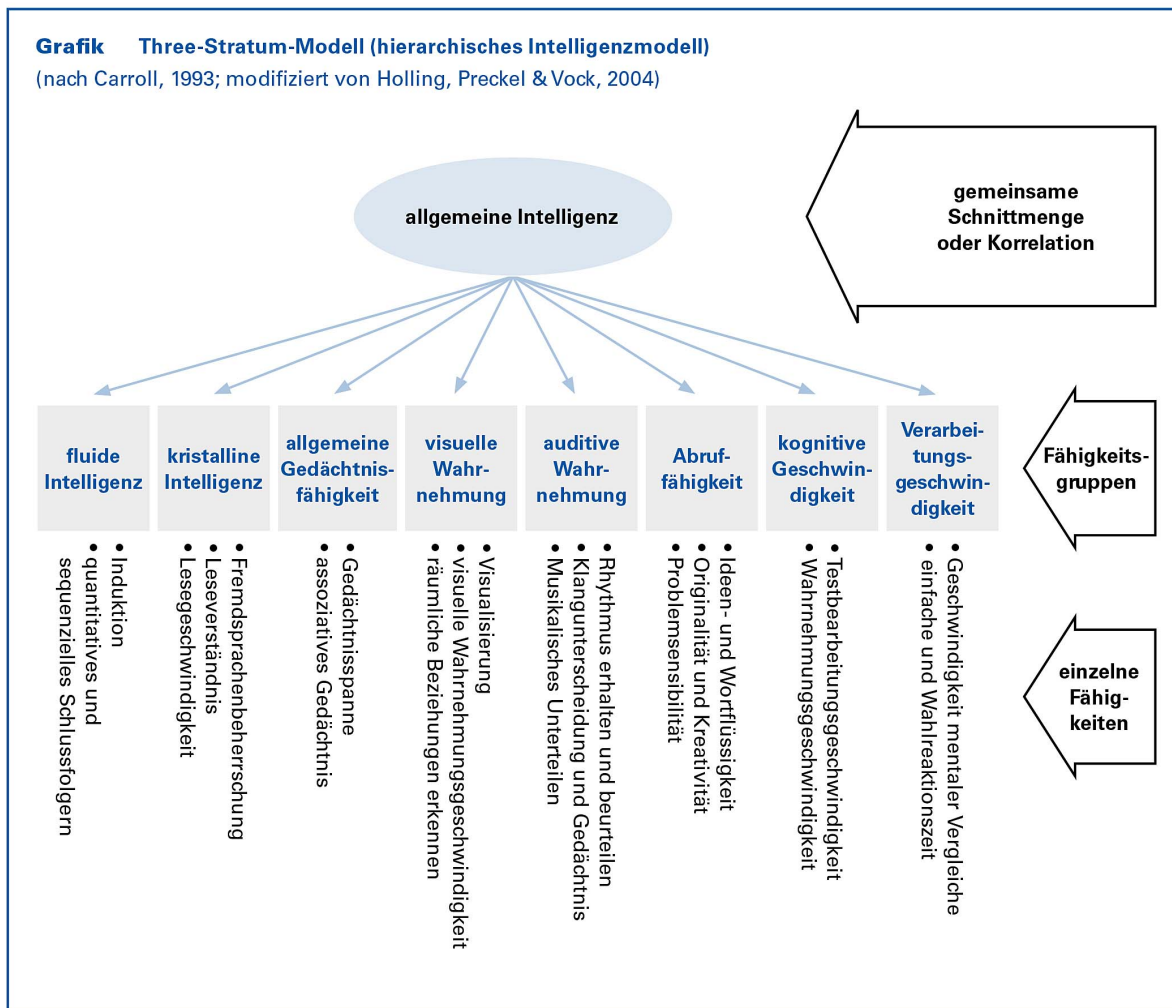 Grafik Three-Stratum-Modell (hierarchisches Intelligenzmodell)
(nach Carroll, 1993; modifiziert von Holling, Preckel & Vock, 2004)
allgemeine Intelligenz
gemeinsame
Schnittmenge
oder Korrelation
fluide
Intelligenz
kristalline
Intelligenz
allgemeine
Gedächtnis-
fähigkeit
visuelle
Wahr-
nehmung
auditive
Wahr-
nehmung
Abruf-
fähigkeit
kognitive
Geschwin-
digkeit
Verarbei-
tungs-
geschwin-
digkeit
Fähigkeits-
gruppen
• Induktion
• quantitatives und
sequenzielles Schlussfolgern
• Fremdsprachenbeherrschung
• Leseverständnis
• Lesegeschwindigkeit
• Gedächtnisspanne
• assoziatives Gedächtnis
• Visualisierung
• visuelle Wahrnehmungsgeschwindigkeit
• räumliche Beziehungen erkennen
• Rhythmus erhalten und beurteilen
• Klangunterscheidung und Gedächtnis
• Musikalisches Unterteilen
• Ideen- und Wortflüssigkeit
• Originalität und Kreativität
• Problemsensibilität
• Testbearbeitungsgeschwindigkeit
• Wahrnehmungsgeschwindigkeit
• Geschwindigkeit mentaler Vergleiche
• einfache und Wahlreaktionszeit
einzelne
Fähig-
keiten